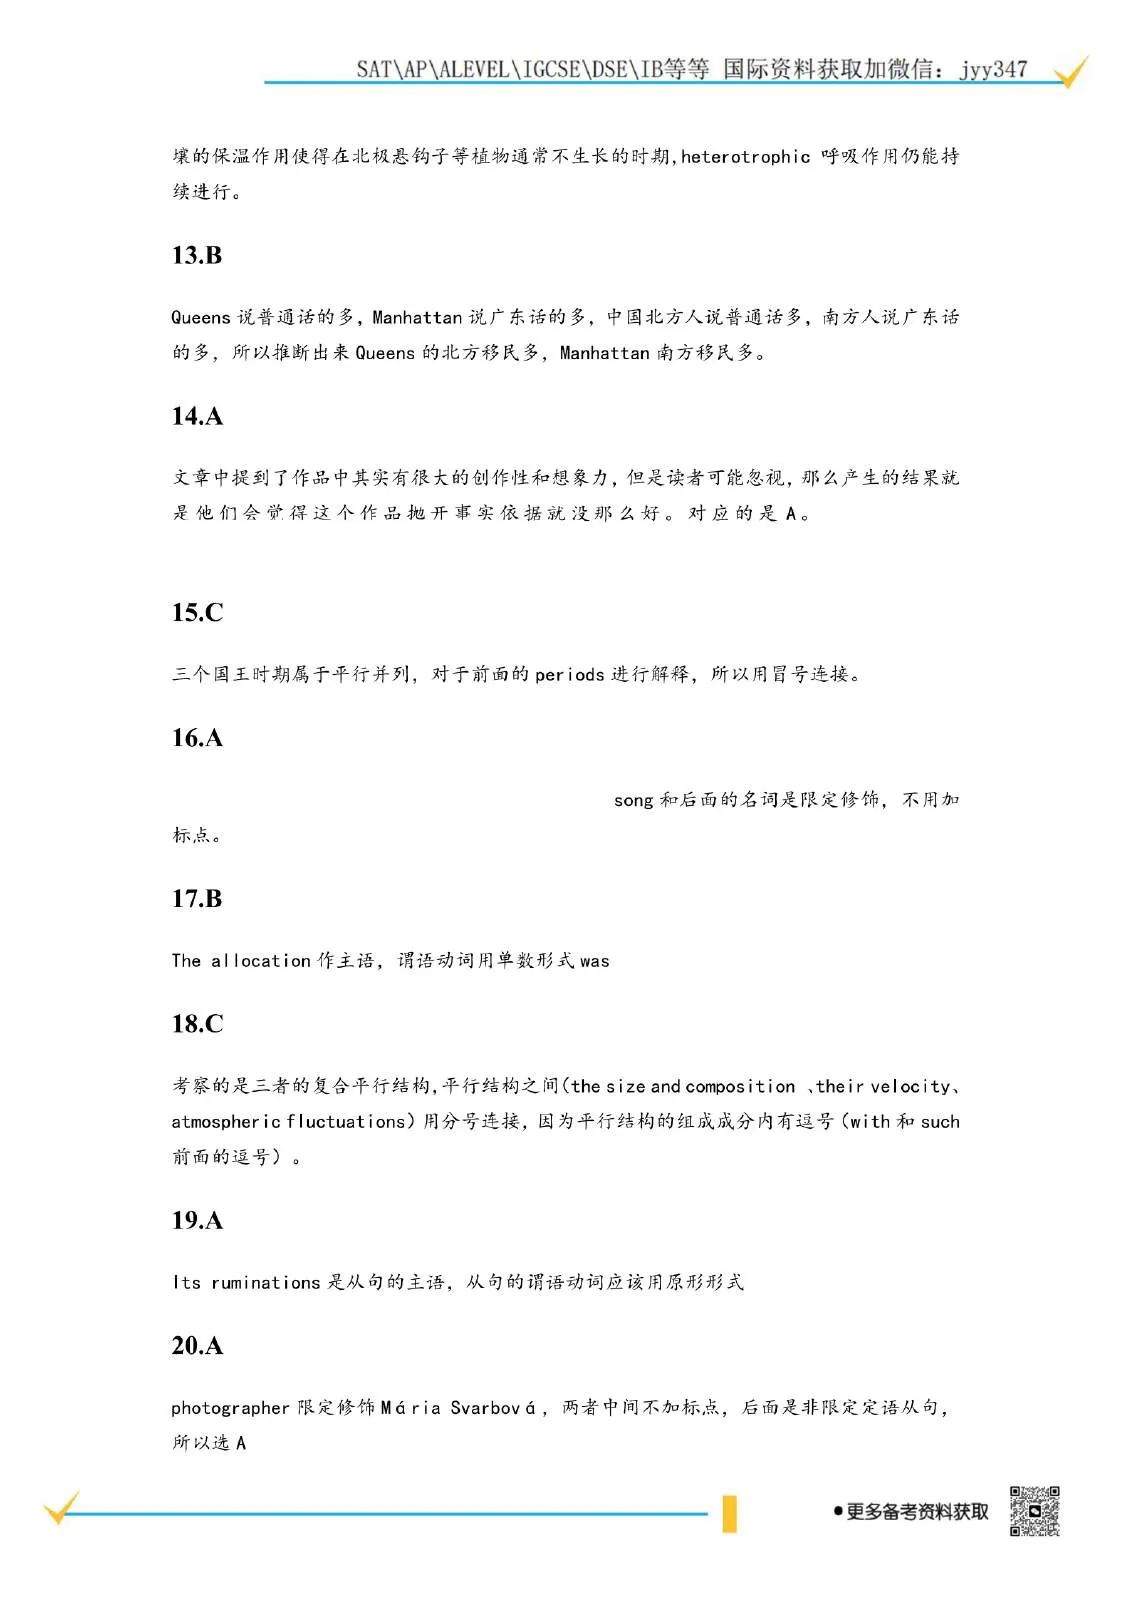 SAT\AP\ALEVEL\IGCSE\DSE\IB等等 国际资料获取加微信：jyy347
壤的保温作用使得在北极悬钩子等植物通常不生长的时期,heterotrophic 呼吸作用仍能持
续进行。
13.B
Queens 说普通话的多，Manhattan 说广东话的多，中国北方人说普通话多，南方人说广东话
的多，所以推断出来 Queens 的北方移民多，Manhattan 南方移民多。
14.A
文章中提到了作品中其实有很大的创作性和想象力，但是读者可能忽视，那么产生的结果就
是他们会觉得这个作品抛开事实依据就没那么好。对应的是 A。
15.C
三个国王时期属于平行并列，对于前面的 periods 进行解释，所以用冒号连接。
16.A
song 和后面的名词是限定修饰，不用加
标点。
17.B
The allocation 作主语，谓语动词用单数形式 was
18.C
考察的是三者的复合平行结构,平行结构之间(the size and composition 、their velocity、
atmospheric fluctuations）用分号连接，因为平行结构的组成成分内有逗号（with 和 such
前面的逗号）。
19.A
Its ruminations 是从句的主语，从句的谓语动词应该用原形形式
20.A
photographer 限定修饰 Mária Svarbová，两者中间不加标点，后面是非限定定语从句，
所以选 A
•更多备考资料获取